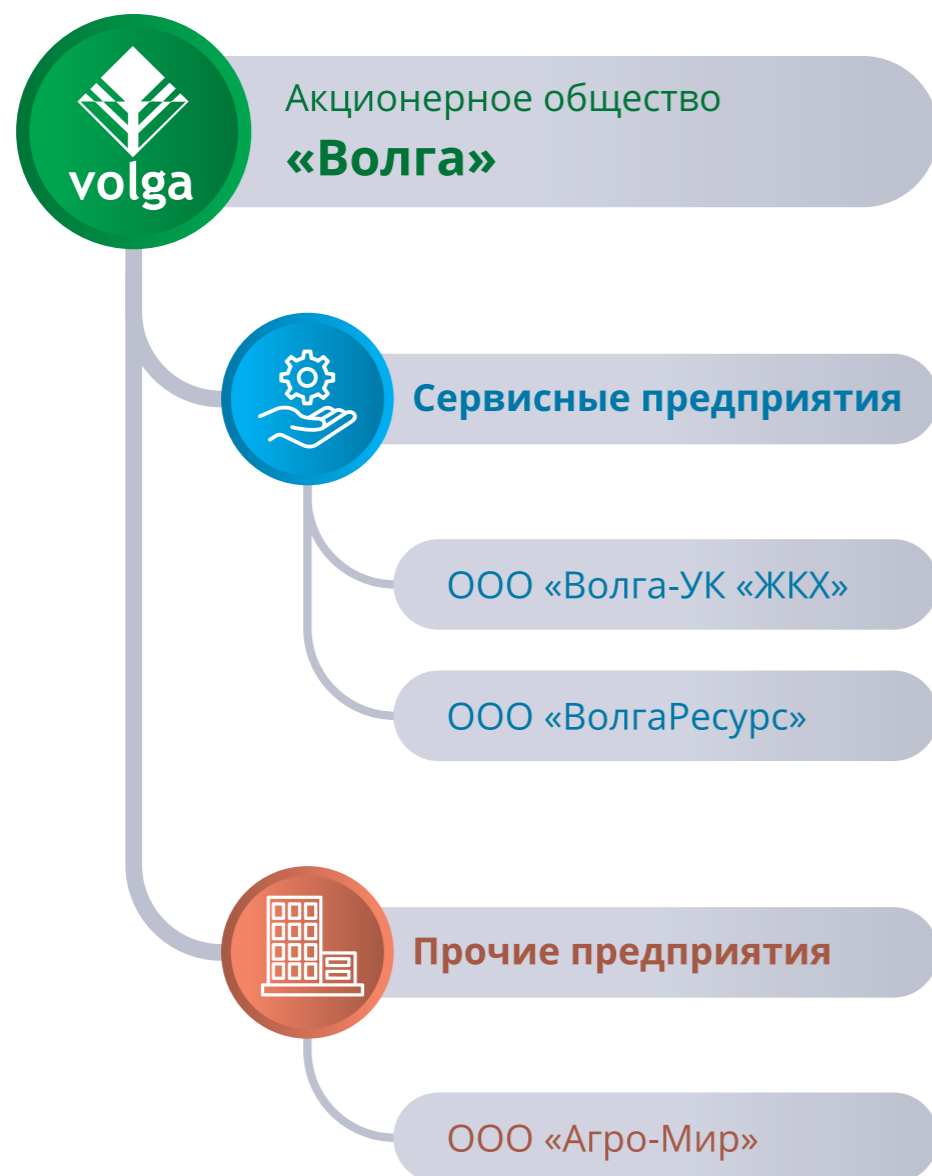 volga
Акционерное общество
«Волга»
Сервисные предприятия
ООО «Волга-УК «ЖКХ»
ООО «ВолгаРесурс»
Прочие предприятия
ООО «Агро-Мир»